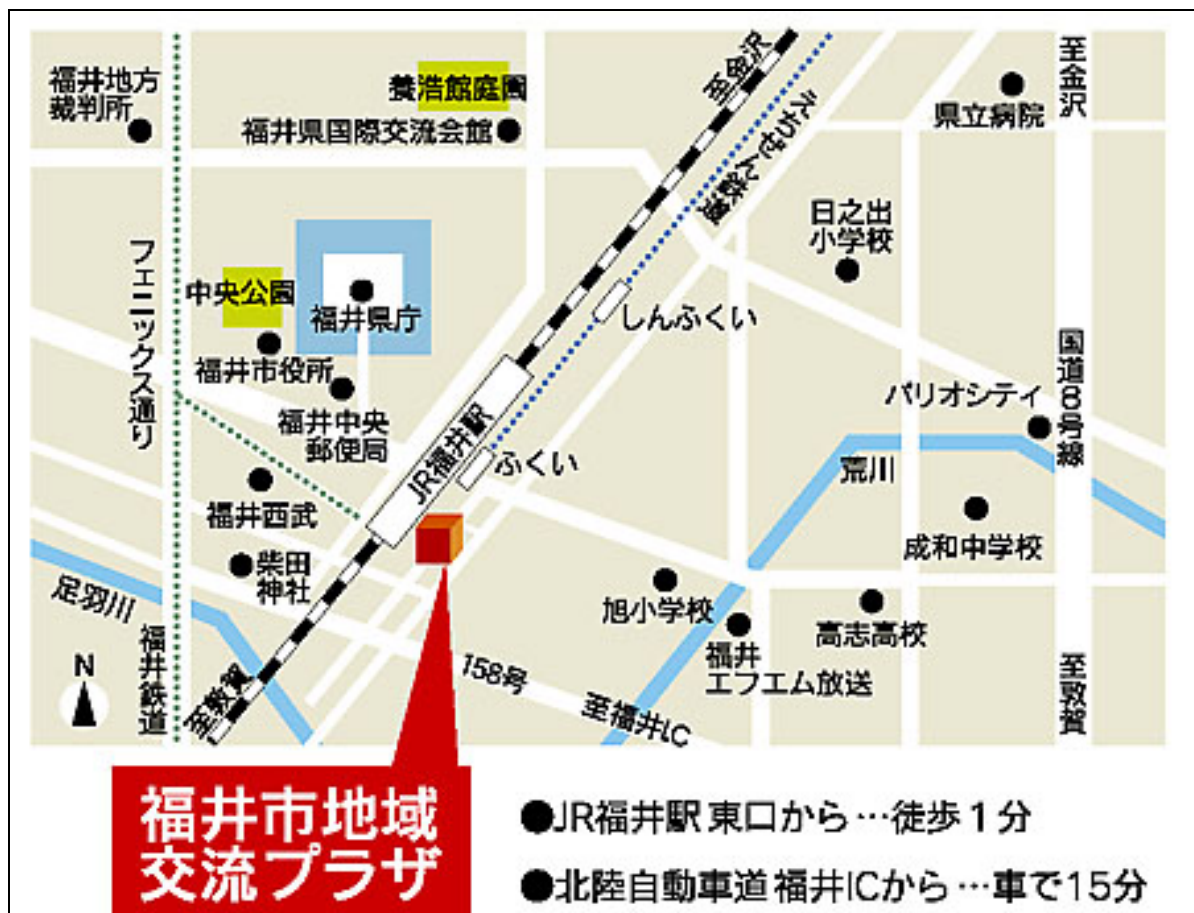 福井地方
裁判所
養浩館庭園
福井県国際交流会館
至金沢
えちぜん鉄道
県立病院
至金沢
日之出
小学校
フェニックス通り
中央公園
福井県庁
しんふくい
福井市役所
福井中央
郵便局
JR福井駅
ふくい
パリオシティ
国道8号線
荒川
福井西武
成和中学校
柴田
神社
足羽川
旭小学校
高志高校
福井
エフエム放送
N
福井鉄道
至敦賀
158号
至福井IC
至敦賀
福井市地域
交流プラザ
●JR福井駅 東口から…徒歩1分
●北陸自動車道 福井ICから…車で15分